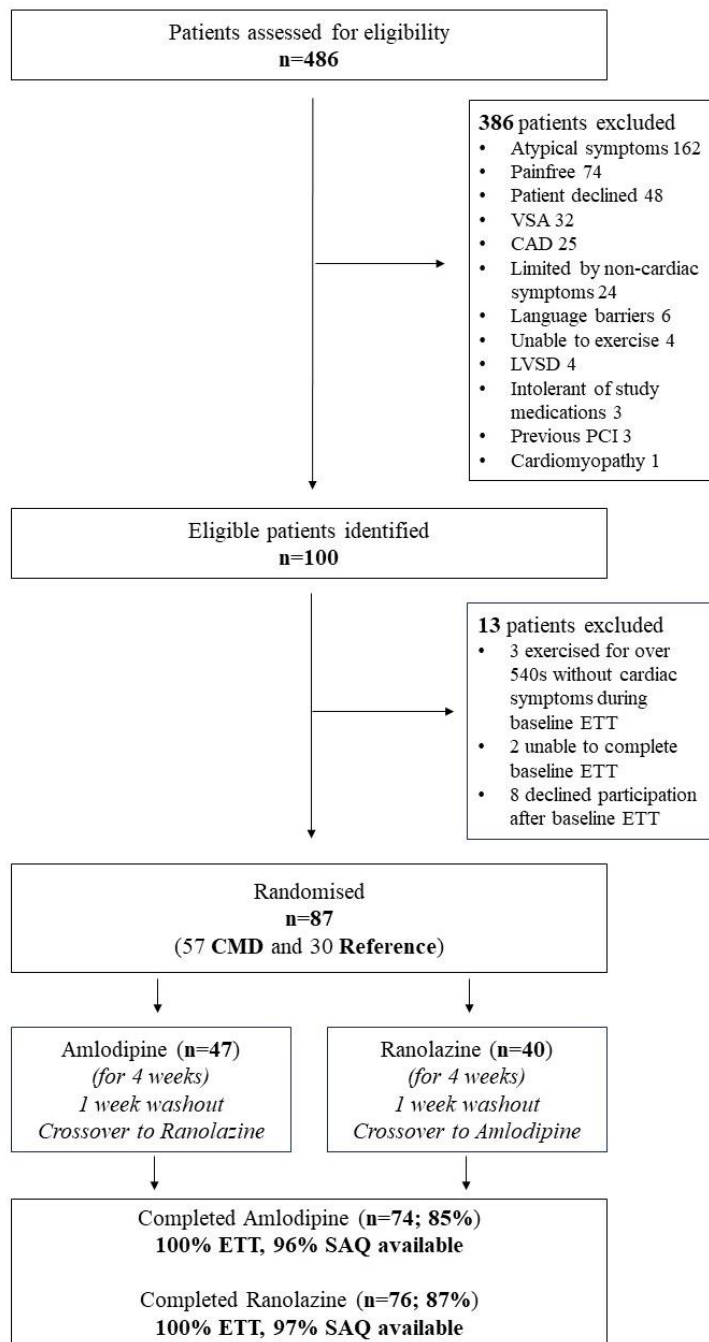 Patients assessed for eligibility
n=486
386 patients excluded
• Atypical symptoms 162
• Painfree 74
• Patient declined 48
• VSA 32
• CAD 25
• Limited by non-cardiac
symptoms 24
• Language barriers 6
• Unable to exercise 4
• LVSD 4
• Intolerant of study
medications 3
• Previous PCI 3
• Cardiomyopathy 1
Eligible patients identified
n=100
13 patients excluded
• 3 exercised for over
540s without cardiac
symptoms during
baseline ETT
• 2 unable to complete
baseline ETT
• 8 declined participation
after baseline ETT
Randomised
n=87
(57 CMD and 30 Reference)
Amlodipine (n=47)
(for 4 weeks)
1 week washout
Crossover to Ranolazine
Ranolazine (n=40)
(for 4 weeks)
1 week washout
Crossover to Amlodipine
Completed Amlodipine (n=74; 85%)
100% ETT, 96% SAQ available
Completed Ranolazine (n=76; 87%)
100% ETT, 97% SAQ available